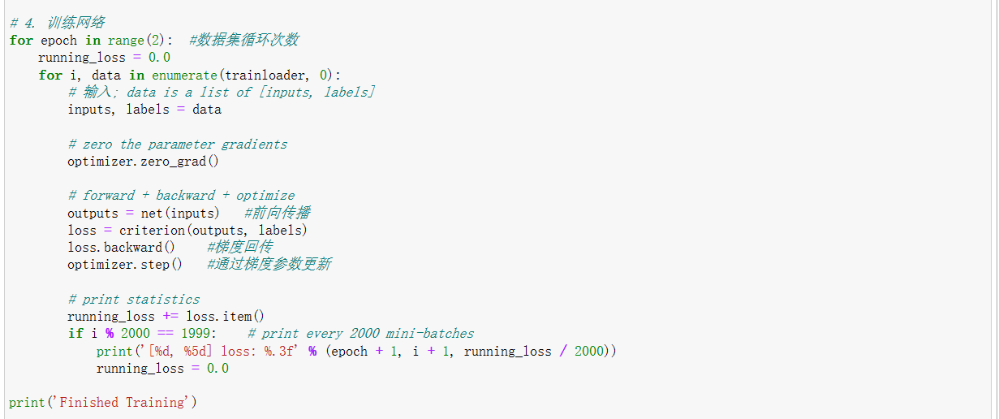 # 4. 训练网络
for epoch in range(2):  #数据集循环次数
    running_loss = 0.0
    for i, data in enumerate(trainloader, 0):
        # 输入; data is a list of [inputs, labels]
        inputs, labels = data

        # zero the parameter gradients
        optimizer.zero_grad()

        # forward + backward + optimize
        outputs = net(inputs)   #前向传播
        loss = criterion(outputs, labels)
        loss.backward()    #梯度回传
        optimizer.step()   #通过梯度参数更新

        # print statistics
        running_loss += loss.item()
        if i % 2000 == 1999:    # print every 2000 mini-batches
            print('[%d, %5d] loss: %.3f' % (epoch + 1, i + 1, running_loss / 2000))
            running_loss = 0.0

print('Finished Training')